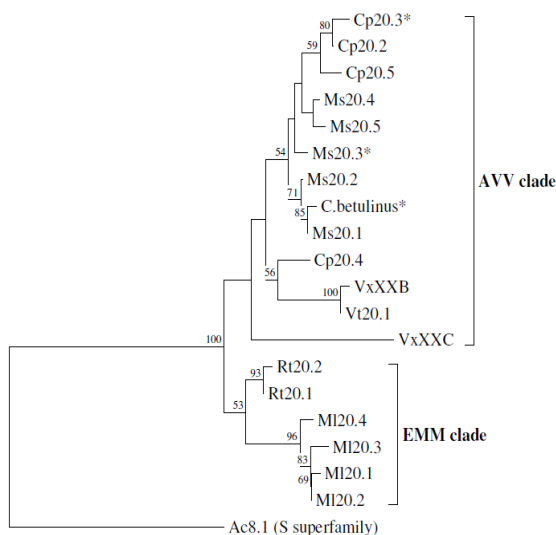 80
Cp20.3*
59
Cp20.2
Cp20.5
Ms20.4
Ms20.5
54
Ms20.3*
Ms20.2
AVV clade
71
C.betulinus*
85
Ms20.1
Cp20.4
56
VxXXB
100
Vt20.1
100
VxXXC
93
Rt20.2
Rt20.1
53
Ml20.4
96
EMM clade
Ml20.3
83
Ml20.1
69
Ml20.2
Ac8.1 (S superfamily)